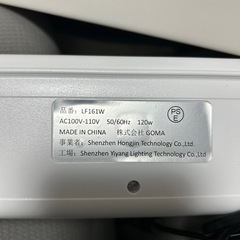 品番: LF161W
AC100V-110V 50/60Hz 120w
MADE IN CHINA 株式会社 GOMA
事業者: Shenzhen Hongjin Technology Co.,Ltd.
工場: Shenzhen Yiyang Lighting Technology Co.,Ltd
PS
E